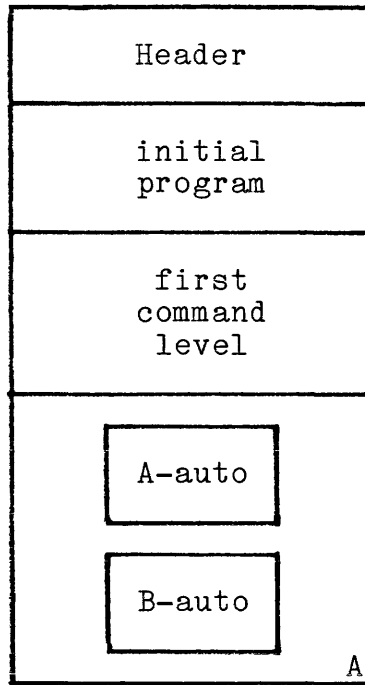 Header
initial
program
first
command
level
A-auto
B-auto
A